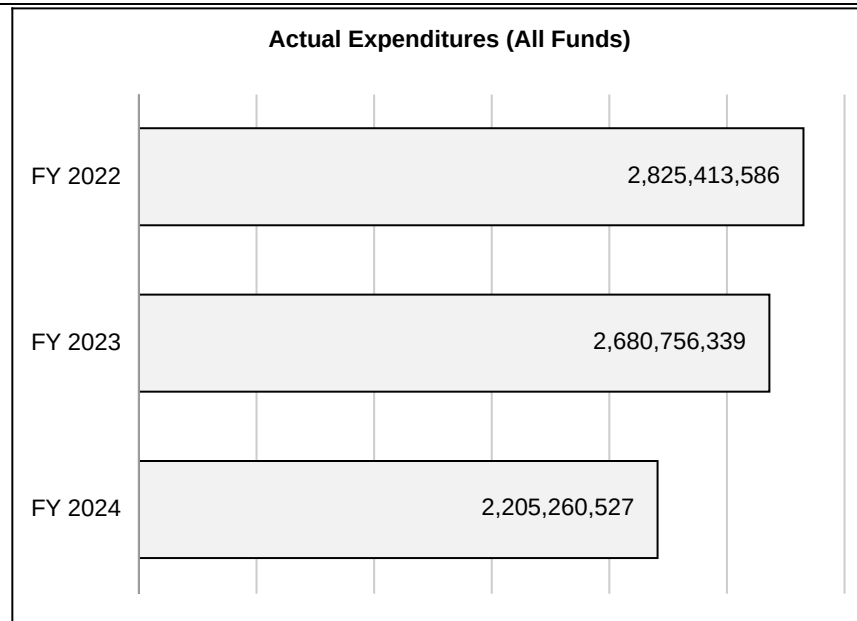 Actual Expenditures (All Funds)
FY 2022
2,825,413,586
FY 2023
2,680,756,339
FY 2024
2,205,260,527